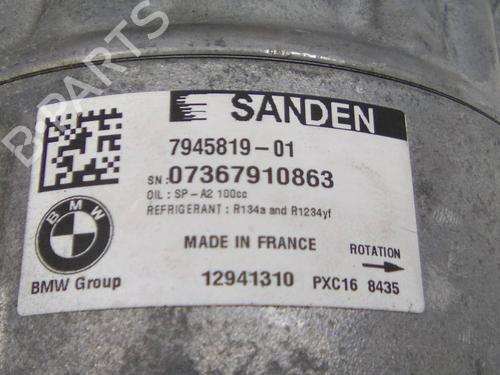 SANDEN
7945819-01
SN: 07367910863
OIL: SP-A2 100cc
REFRIGERANT: R134a and R1234yf
BMW
MADE IN FRANCE
ROTATION
BMW Group
12941310
PXC16 8435
B-PARTS